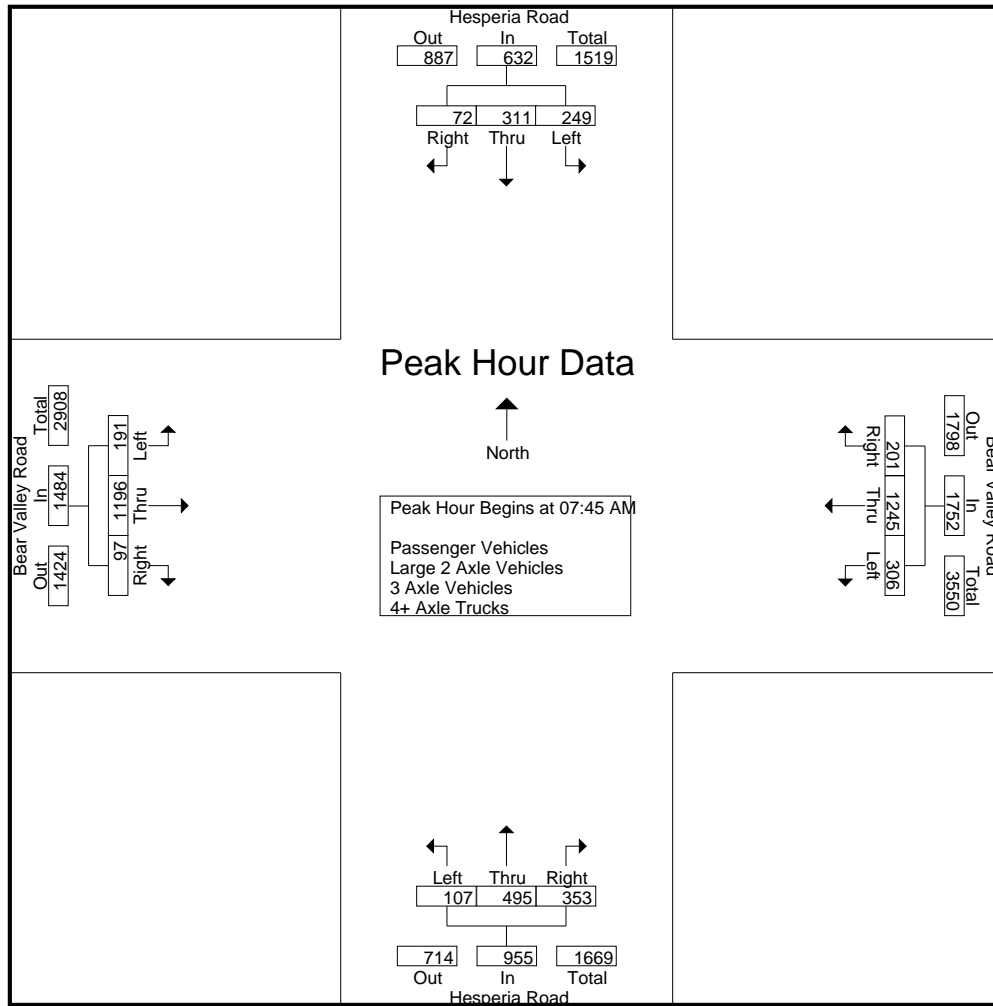 Hesperia Road
Out In Total
887 632 1519
72 311 249
Right Thru Left
Peak Hour Data
North
Peak Hour Begins at 07:45 AM
Passenger Vehicles
Large 2 Axle Vehicles
3 Axle Vehicles
4+ Axle Trucks
Bear Valley Road
Out In Total
1424 1484 2908
Left Thru Right
191 1196 97
Bear Valley Road
Out In Total
1798 1752 3550
Right Thru Left
201 1245 306
Left Thru Right
107 495 353
714 955 1669
Out In Total
Hesperia Road